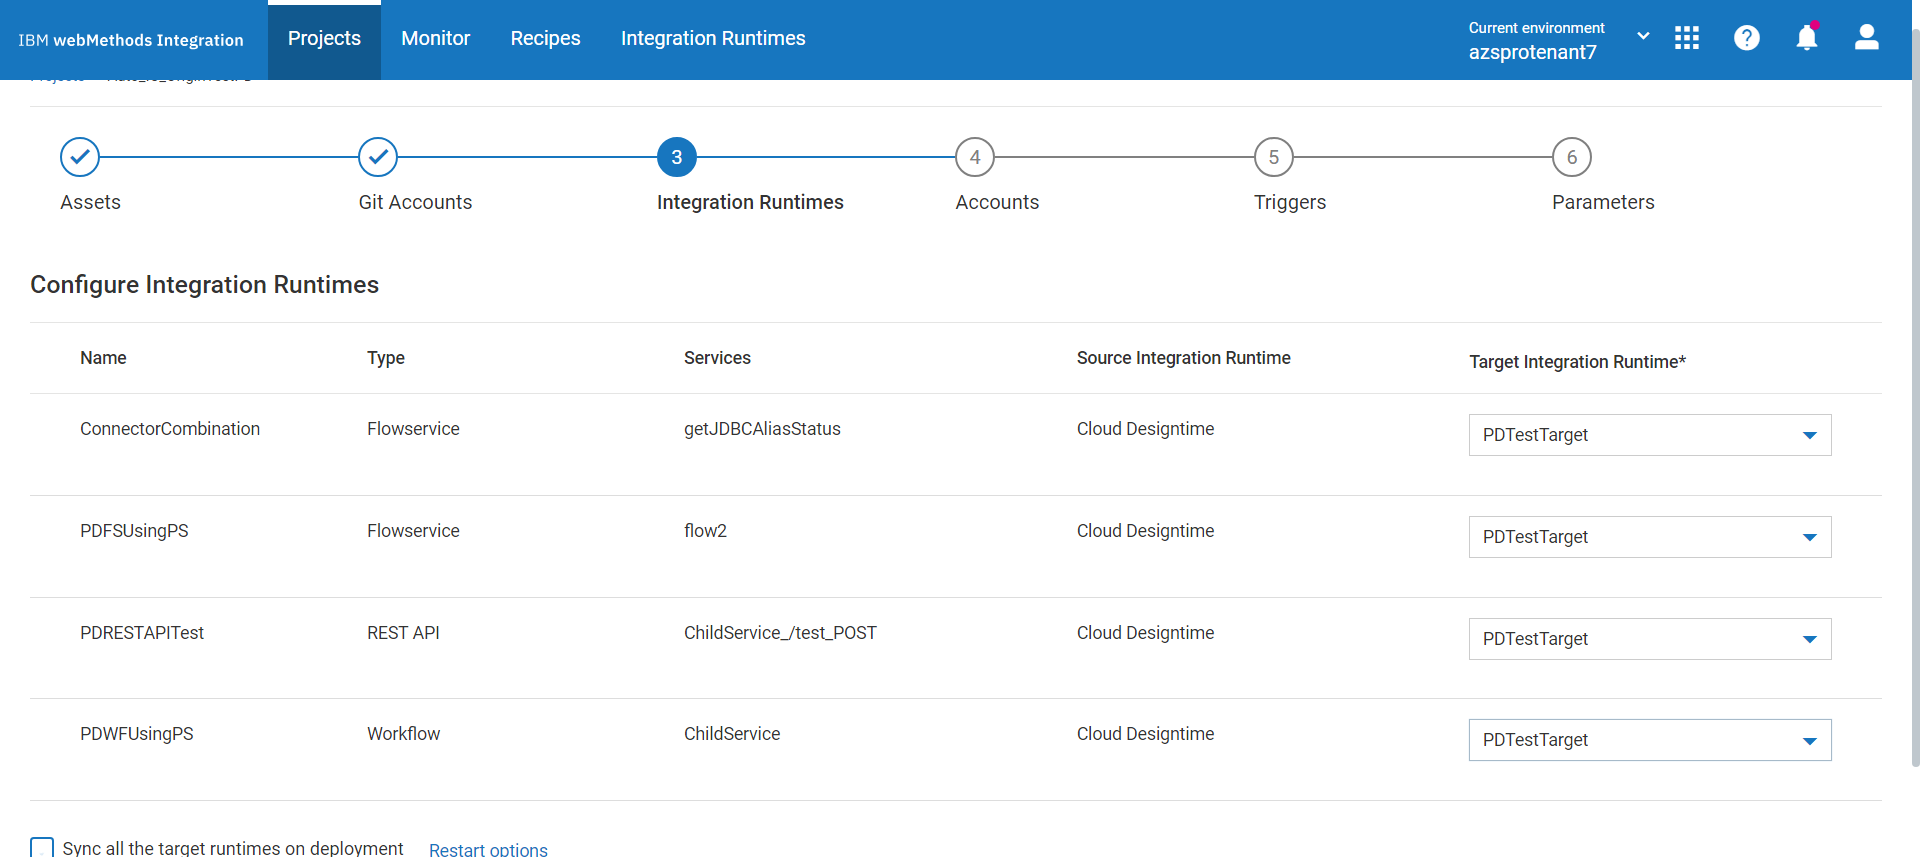 IBM webMethods Integration
Projects
Monitor
Recipes
Integration Runtimes
Current environment
azsprotenant7
?
3
4
5
6
Assets
Git Accounts
Integration Runtimes
Accounts
Triggers
Parameters
Configure Integration Runtimes
Name Type Services Source Integration Runtime Target Integration Runtime*
ConnectorCombination Flowservice getJDBCAliasStatus Cloud Designtime PDTestTarget
PDFSUsingPS Flowservice flow2 Cloud Designtime PDTestTarget
PDRESTAPITest REST API ChildService_/test_POST Cloud Designtime PDTestTarget
PDWFUsingPS Workflow ChildService Cloud Designtime PDTestTarget
Sync all the target runtimes on deployment Restart options